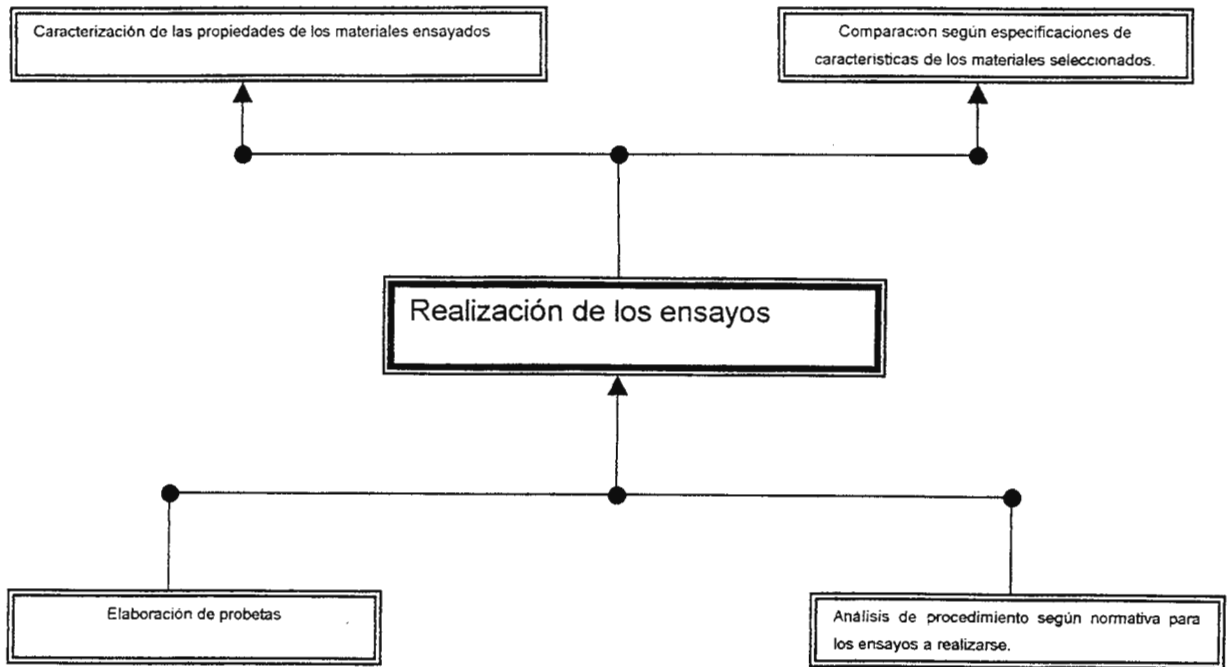 Caracterización de las propiedades de los materiales ensayados
Comparacion según especificaciones de
características de los materiales seleccionados.
Realización de los ensayos
Elaboración de probetas
Análisis de procedimiento según normativa para
los ensayos a realizarse.